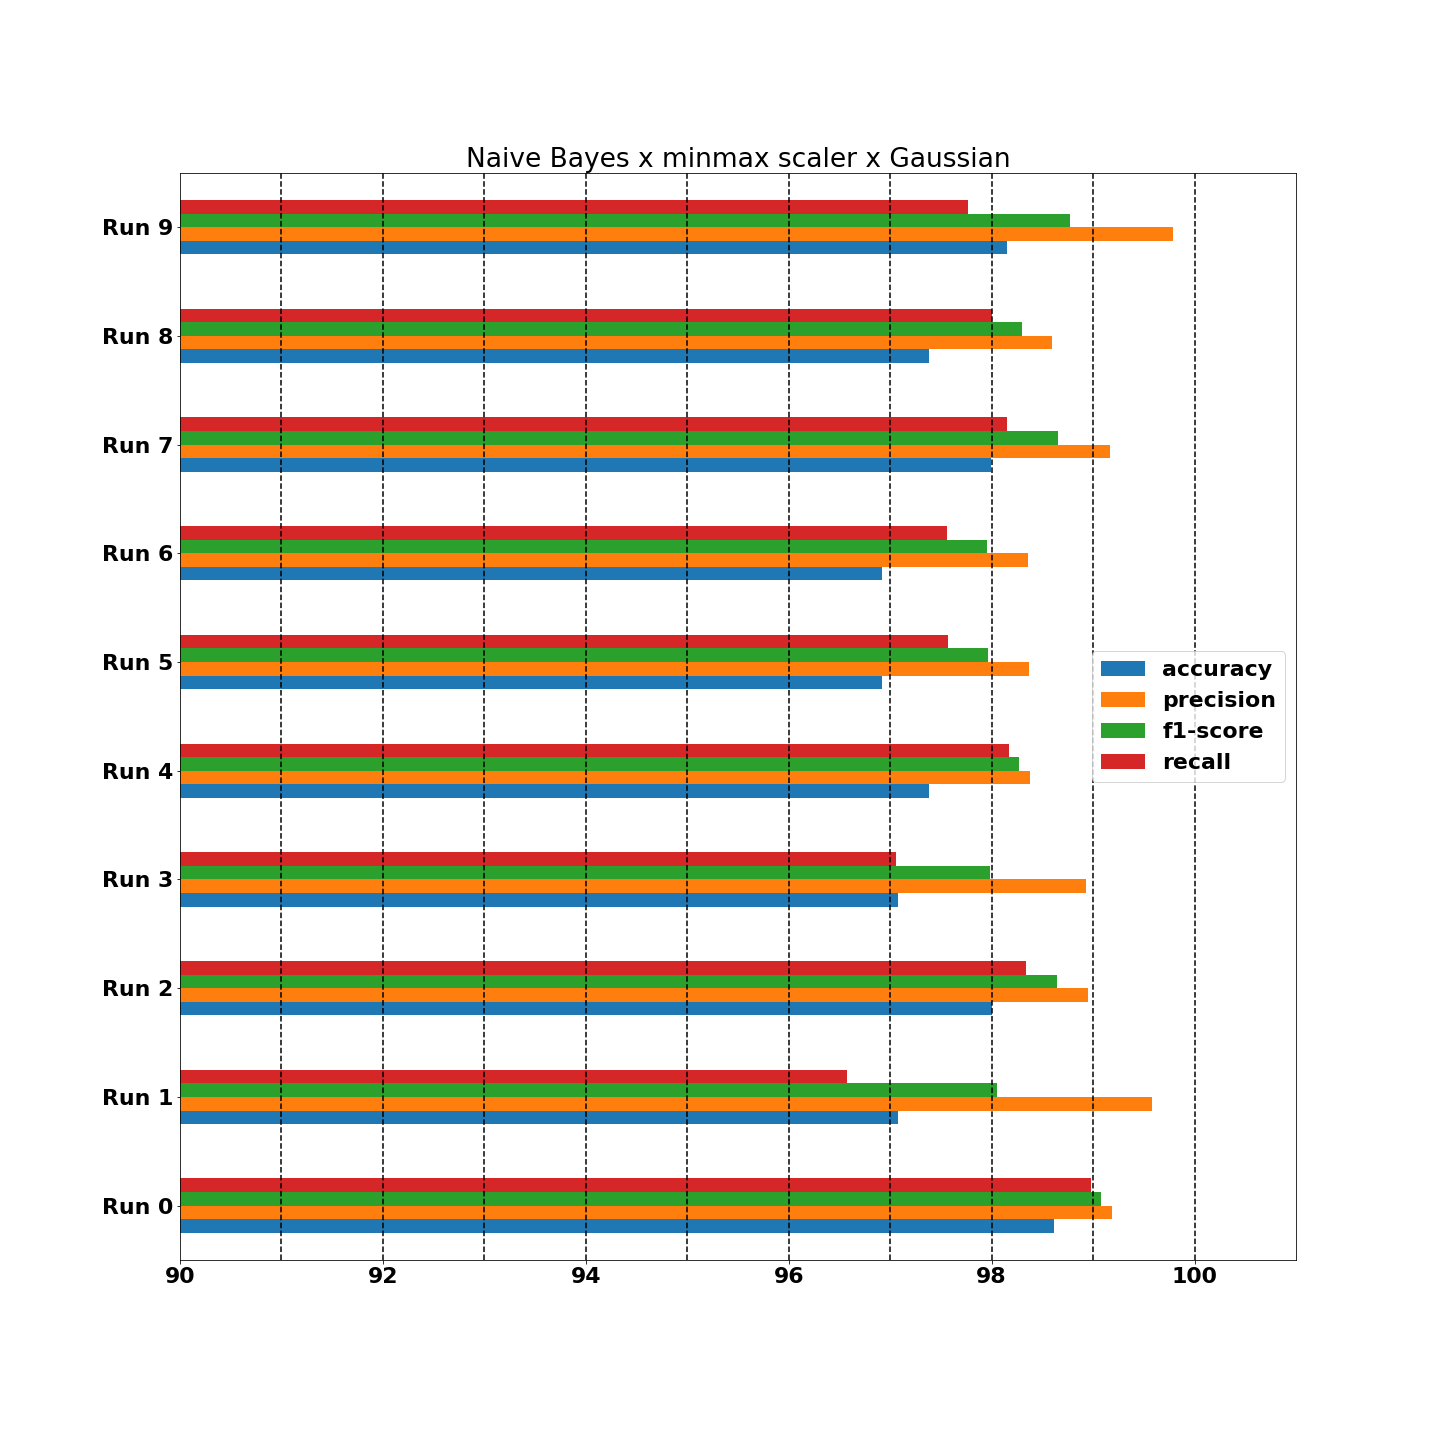 Naive Bayes x minmax scaler x Gaussian
Run 9
Run 8
Run 7
Run 6
Run 5
Run 4
Run 3
Run 2
Run 1
Run 0
accuracy
precision
f1-score
recall
90 92 94 96 98 100